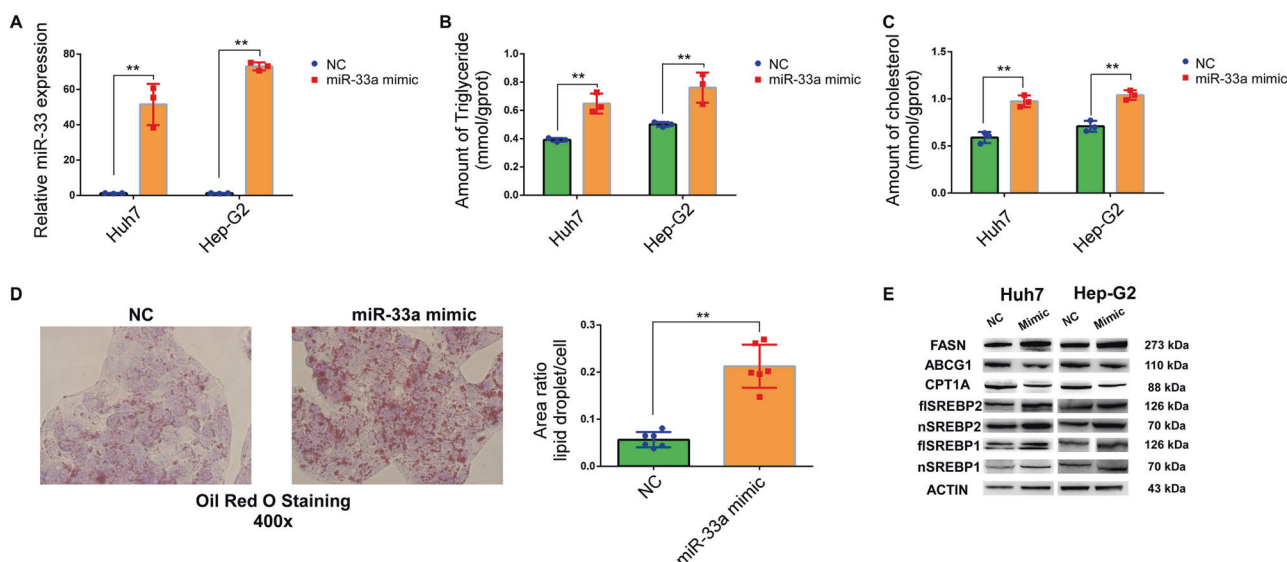 A
Relative miR-33 expression
80
60
40
20
0
**
**
NC
miR-33a mimic
Huh7
Hep-G2
B
Amount of Triglyceride
(mmol/gprot)
1.0
0.8
0.6
0.4
0.2
0.0
**
**
NC
miR-33a mimic
Huh7
Hep-G2
C
Amount of cholesterol
(mmol/gprot)
1.5
1.0
0.5
0.0
**
**
NC
miR-33a mimic
Huh7
Hep-G2
D
NC
miR-33a mimic
Oil Red O Staining
400x
Area ratio
lipid droplet/cell
0.3
0.2
0.1
0.0
**
NC
miR-33a mimic
E
Huh7 Hep-G2
NC Mimic NC Mimic
FASN 273 kDa
ABCG1 110 kDa
CPT1A 88 kDa
flSREBP2 126 kDa
nSREBP2 70 kDa
flSREBP1 126 kDa
nSREBP1 70 kDa
ACTIN 43 kDa